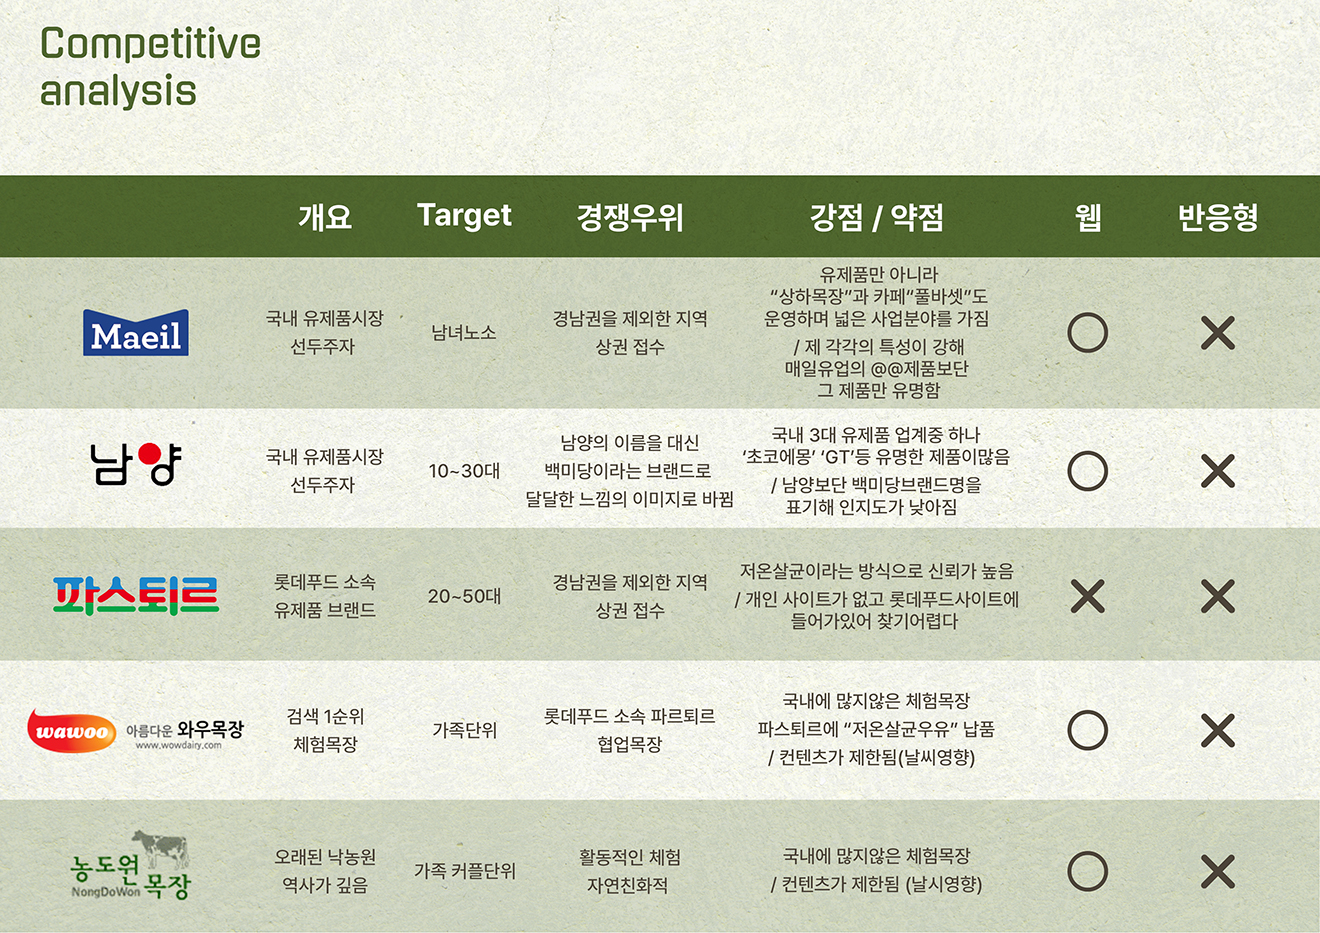 Competitive
analysis
개요 Target 경쟁우위 강점 / 약점 웹 반응형
Maeil
국내 유제품시장
선두주자
남녀노소
경남권을 제외한 지역
상권 접수
유제품만 아니라
“상하목장”과 카페“풀바셋”도
운영하며 넓은 사업분야를 가짐
/ 제 각각의 특성이 강해
매일유업의 @@제품보단
그 제품만 유명함
남양
국내 유제품시장
선두주자
10~30대
남양의 이름을 대신
백미당이라는 브랜드로
달달한 느낌의 이미지로 바뀜
국내 3대 유제품 업계중 하나
‘초코에몽’ ‘GT’등 유명한 제품이많음
/ 남양보단 백미당브랜드명을
표기해 인지도가 낮아짐
파스퇴르
롯데푸드 소속
유제품 브랜드
20~50대
경남권을 제외한 지역
상권 접수
저온살균이라는 방식으로 신뢰가 높음
/ 개인 사이트가 없고 롯데푸드사이트에
들어가있어 찾기어렵다
wawoo
아름다운 와우목장
www.wowdairy.com
검색 1순위
체험목장
가족단위
롯데푸드 소속 파르퇴르
협업목장
국내에 많지않은 체험목장
파스퇴르에 “저온살균우유” 납품
/ 컨텐츠가 제한됨(날씨영향)
농도원
NongDoWon 목장
오래된 낙농원
역사가 깊음
가족 커플단위
활동적인 체험
자연친화적
국내에 많지않은 체험목장
/ 컨텐츠가 제한됨 (날시영향)